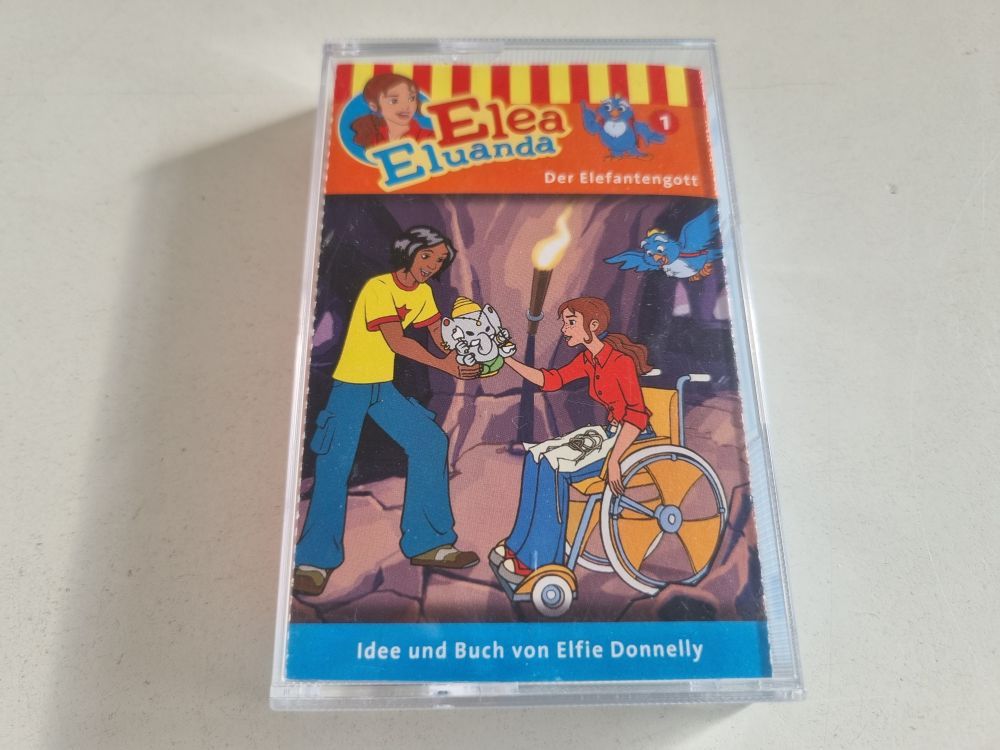 Elea
Eluanda
1
Der Elefantengott
Idee und Buch von Elfie Donnelly